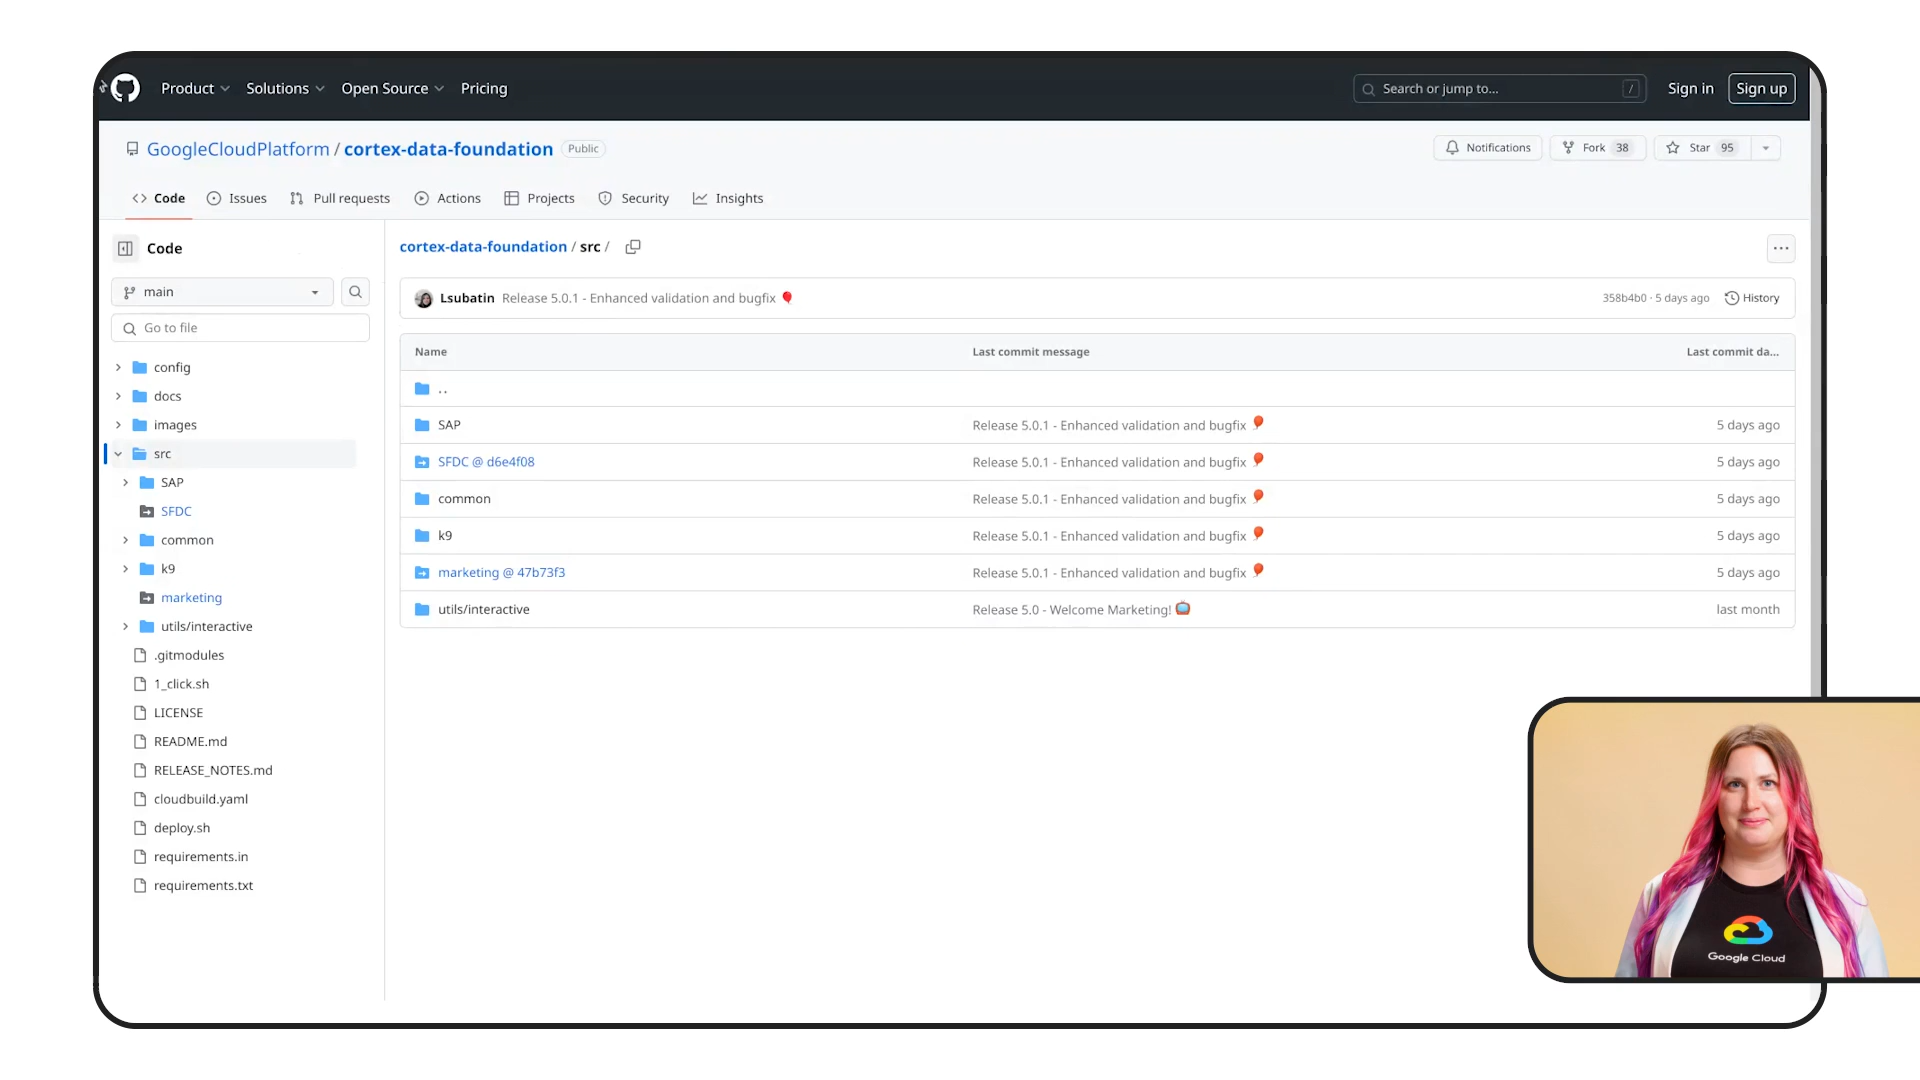 Product Solutions Open Source Pricing Search or jump to... / Sign in Sign up
GoogleCloudPlatform / cortex-data-foundation Public Notifications Fork 38 Star 95
Code Issues Pull requests Actions Projects Security Insights
Code
main
Go to file
config
docs
images
src
SAP
SFDC
common
k9
marketing
utils/interactive
.gitmodules
1_click.sh
LICENSE
README.md
RELEASE_NOTES.md
cloudbuild.yaml
deploy.sh
requirements.in
requirements.txt
cortex-data-foundation / src /
Lsubatin Release 5.0.1 - Enhanced validation and bugfix 358b4b0 · 5 days ago History
Name Last commit message Last commit da...
..
SAP Release 5.0.1 - Enhanced validation and bugfix 5 days ago
SFDC @ d6e4f08 Release 5.0.1 - Enhanced validation and bugfix 5 days ago
common Release 5.0.1 - Enhanced validation and bugfix 5 days ago
k9 Release 5.0.1 - Enhanced validation and bugfix 5 days ago
marketing @ 47b73f3 Release 5.0.1 - Enhanced validation and bugfix 5 days ago
utils/interactive Release 5.0 - Welcome Marketing! last month
Google Cloud